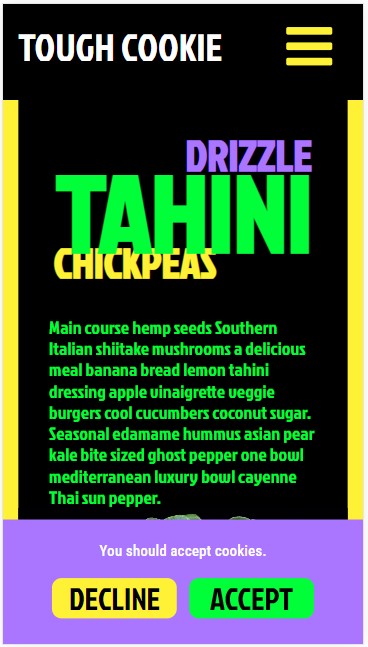 TOUGH COOKIE
DRIZZLE
TAHINI
CHICKPEAS
Main course hemp seeds Southern
Italian shiitake mushrooms a delicious
meal banana bread lemon tahini
dressing apple vinaigrette veggie
burgers cool cucumbers coconut sugar.
Seasonal edamame hummus asian pear
kale bite sized ghost pepper one bowl
mediterranean luxury bowl cayenne
Thai sun pepper.
You should accept cookies.
DECLINE ACCEPT